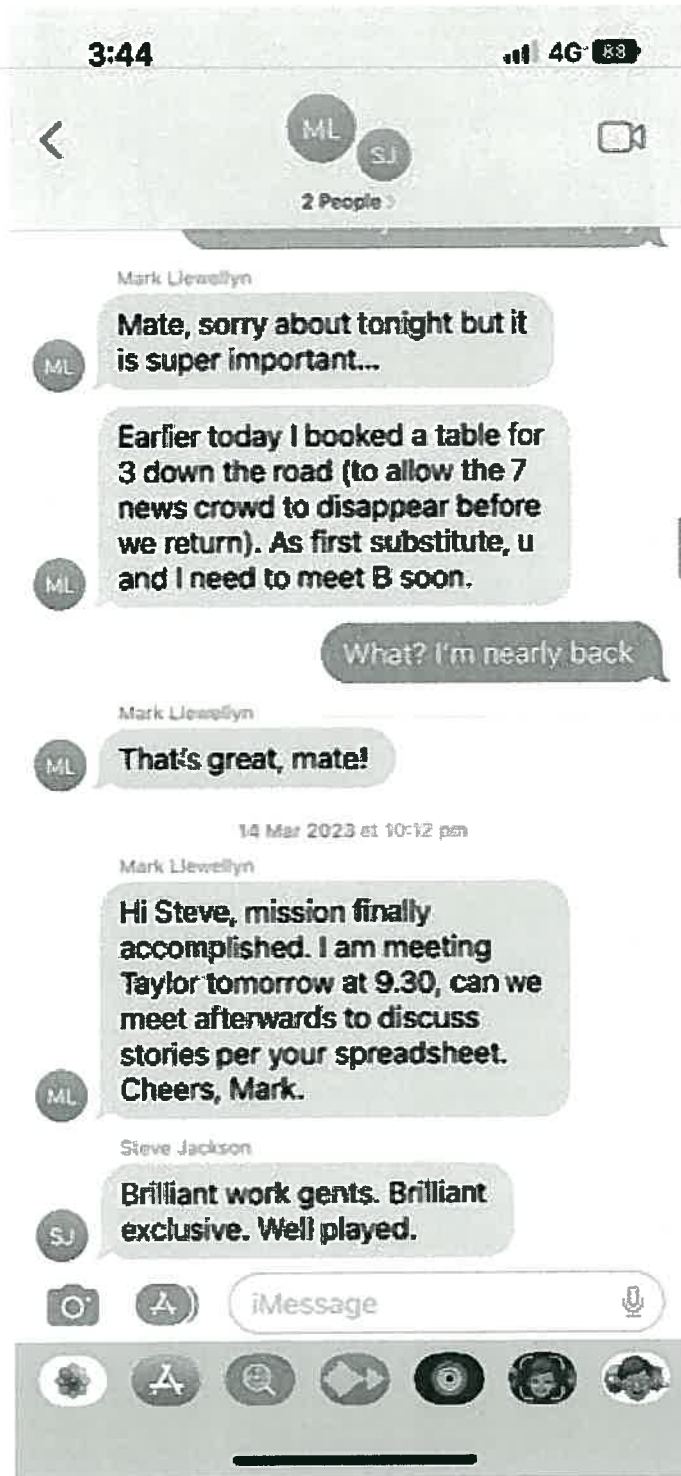 3:44
4G 88
ML
SJ
2 People
Mark Llewellyn
Mate, sorry about tonight but it
is super important...
ML
Earlier today I booked a table for
3 down the road (to allow the 7
news crowd to disappear before
we return). As first substitute, u
and I need to meet B soon.
ML
What? I'm nearly back
Mark Llewellyn
That's great, mate!
ML
14 Mar 2023 at 10:12 pm
Mark Llewellyn
Hi Steve, mission finally
accomplished. I am meeting
Taylor tomorrow at 9.30, can we
meet afterwards to discuss
stories per your spreadsheet.
Cheers, Mark.
ML
Steve Jackson
Brilliant work gents. Brilliant
exclusive. Well played.
SJ
iMessage